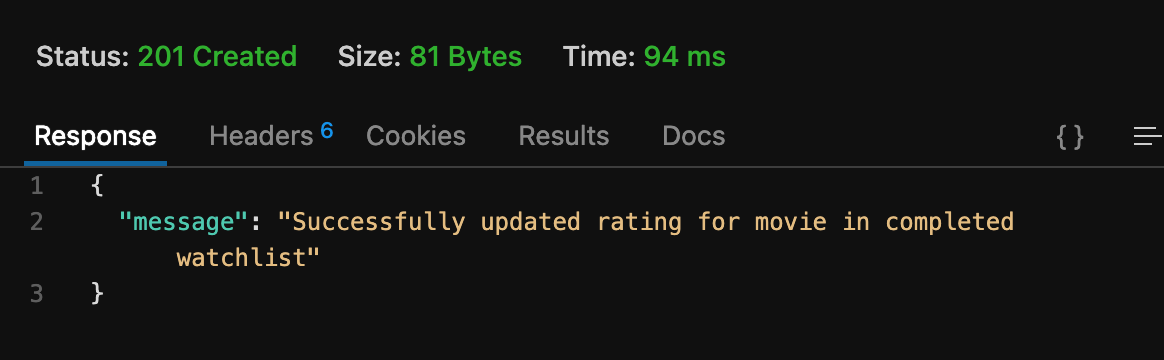 Status: 201 Created Size: 81 Bytes Time: 94 ms
Response Headers 6 Cookies Results Docs { }
1 {
2 "message": "Successfully updated rating for movie in completed
watchlist"
3 }